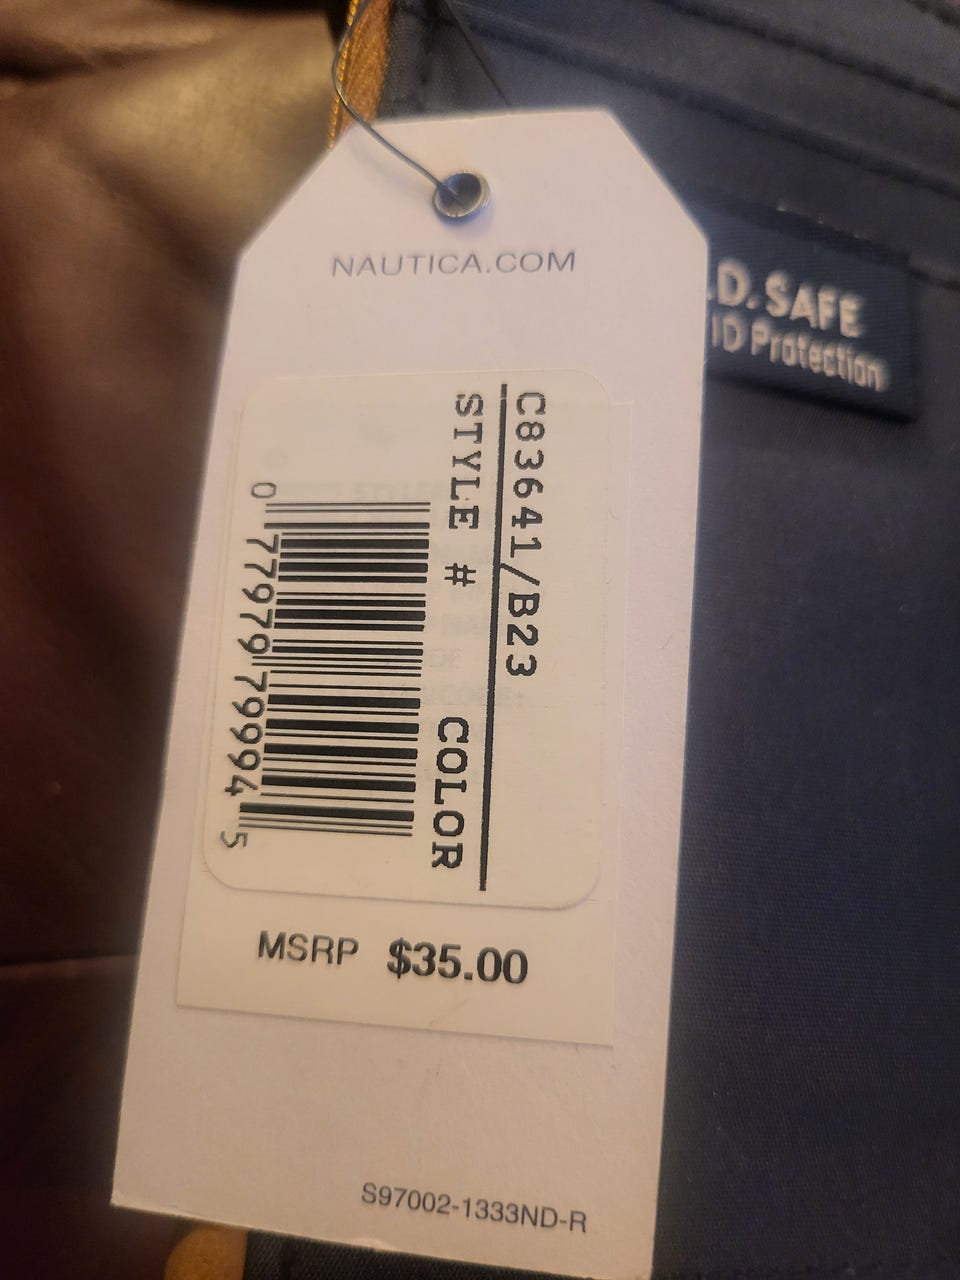 NAUTICA.COM
C83641/B23
STYLE # COLOR
0 77979 79994 5
MSRP $35.00
S97002-1333ND-R
.D. SAFE
ID Protection